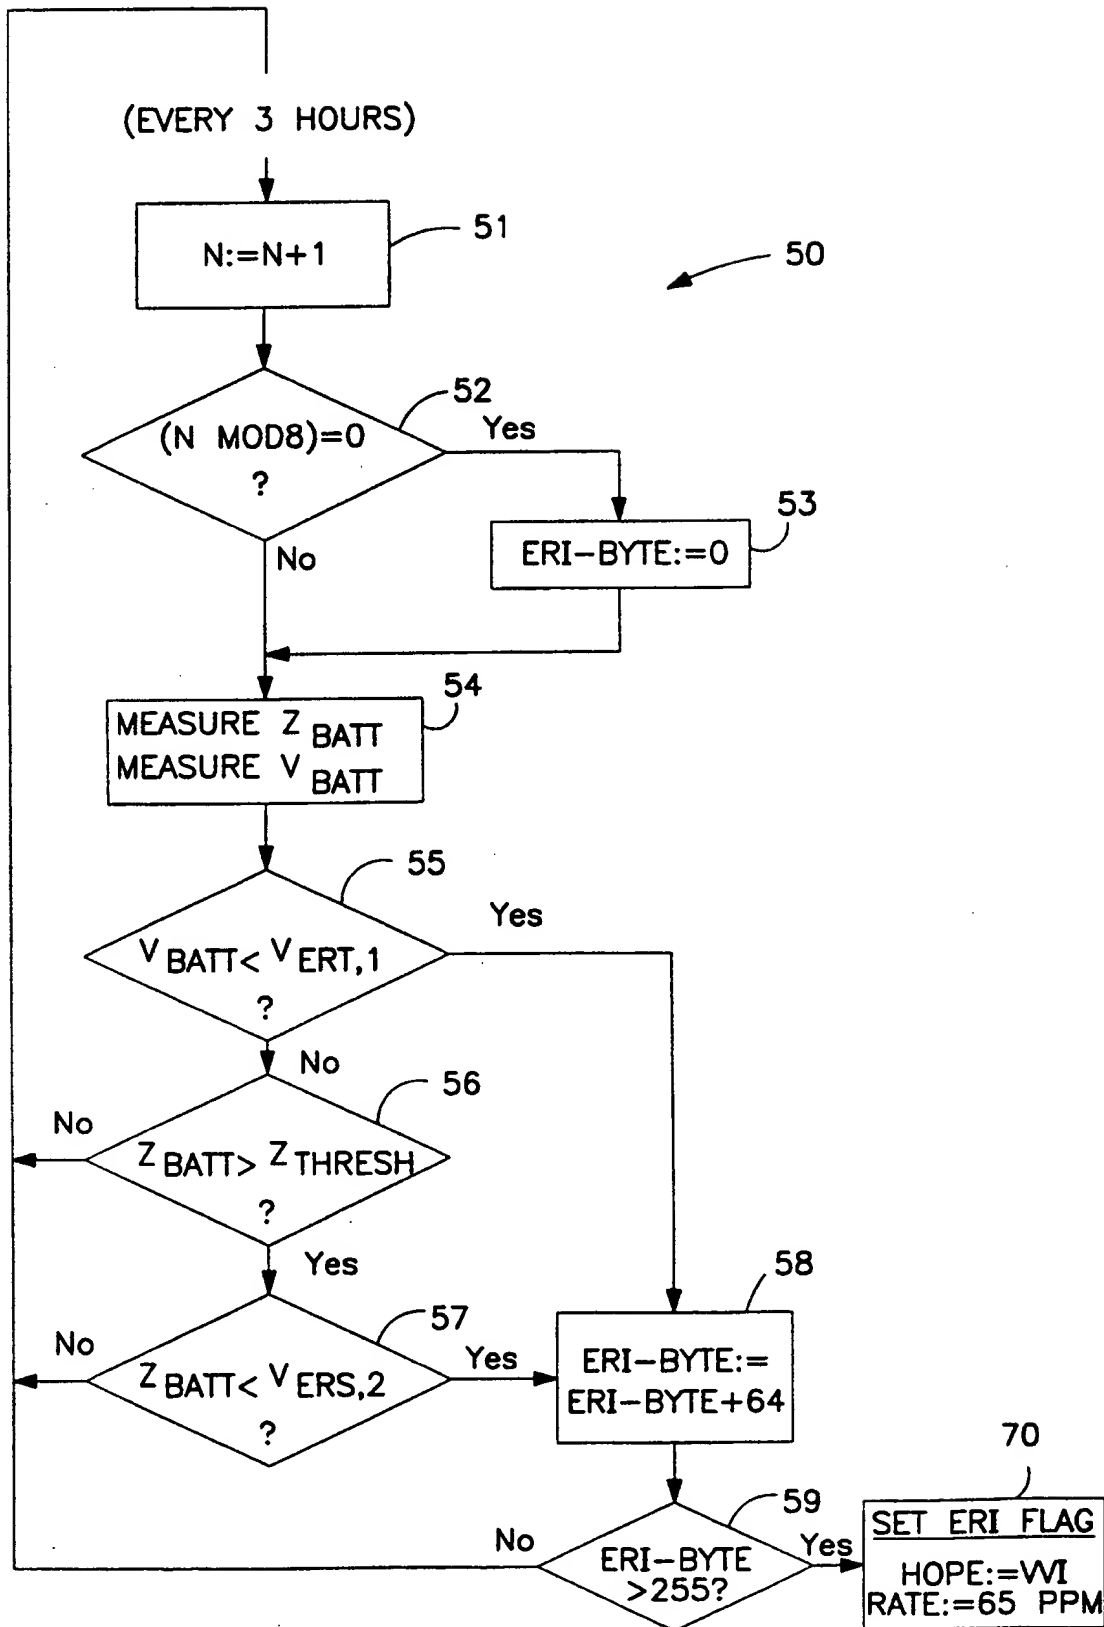 (EVERY 3 HOURS)
N:=N+1
51
50
(N MOD8)=0
?
52
Yes
No
ERI-BYTE:=0
53
54
MEASURE Z BATT
MEASURE V BATT
55
V BATT< V ERT,1
?
Yes
No
56
Z BATT> Z THRESH
?
No
Yes
57
Z BATT< V ERS,2
?
No
Yes
58
ERI-BYTE:=
ERI-BYTE+64
59
ERI-BYTE
>255?
No
Yes
70
SET ERI FLAG
HOPE:=VVI
RATE:=65 PPM